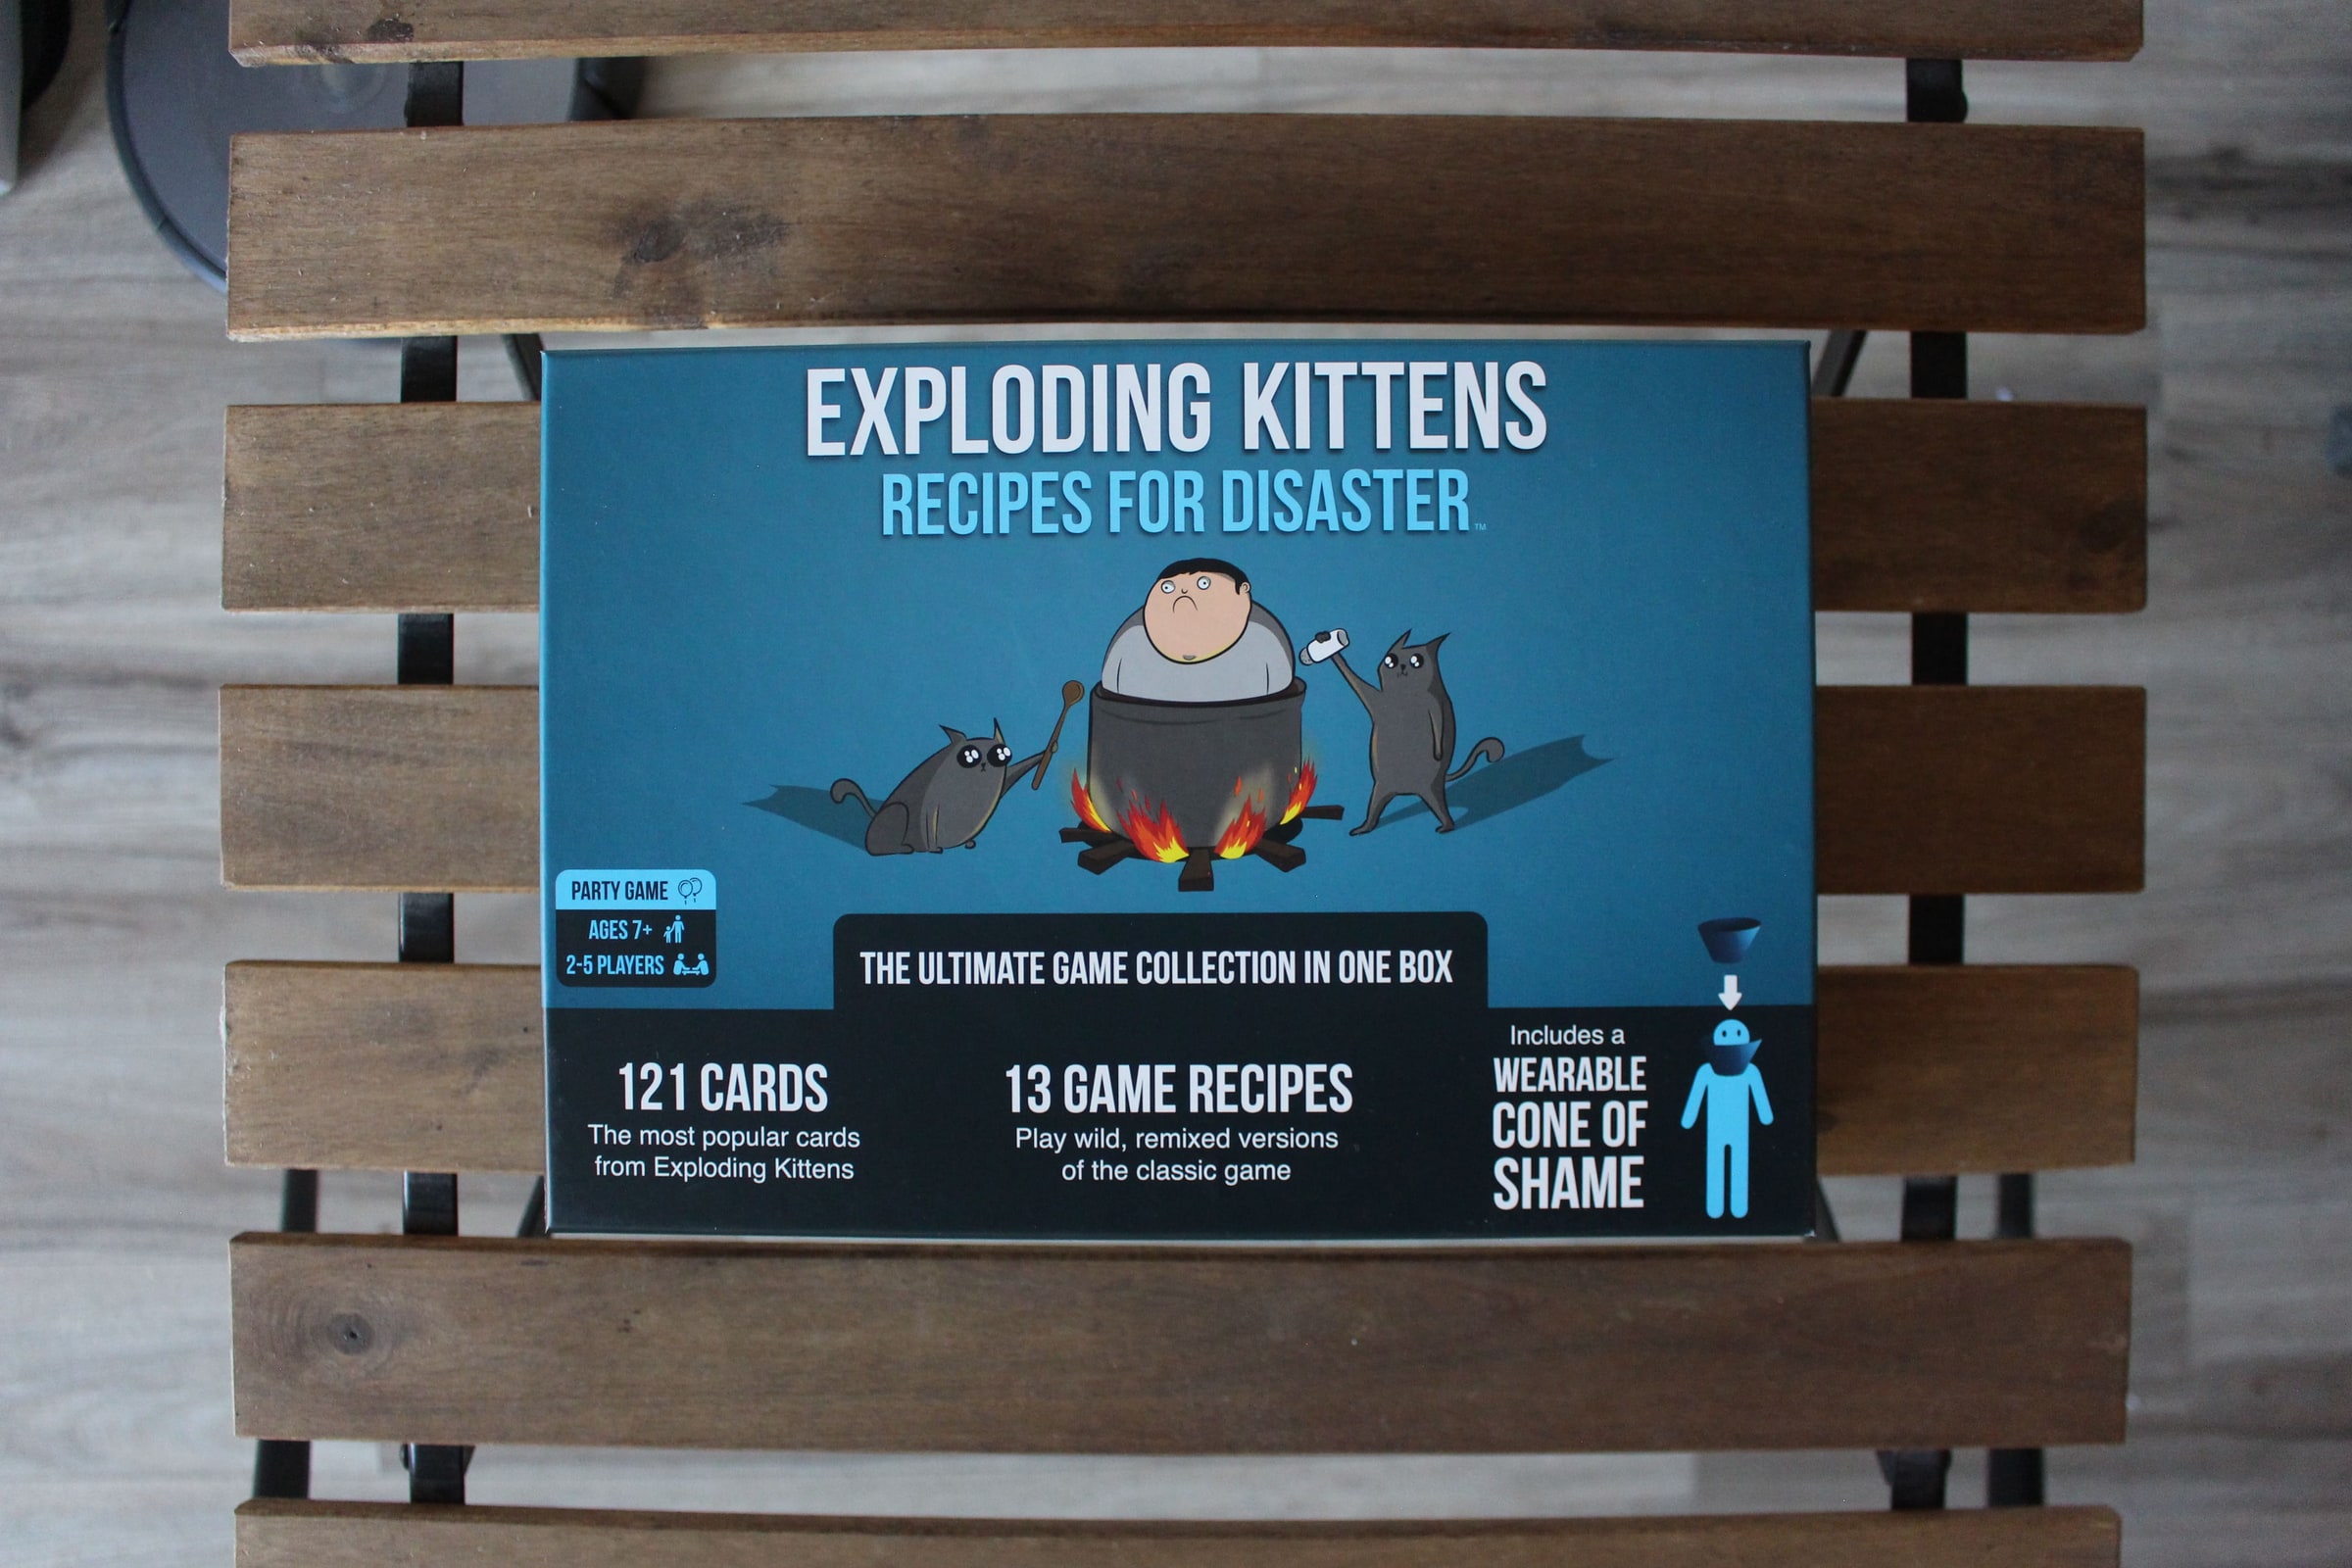 EXPLODING KITTENS
RECIPES FOR DISASTER™
PARTY GAME
AGES 7+
2-5 PLAYERS
THE ULTIMATE GAME COLLECTION IN ONE BOX
121 CARDS
The most popular cards
from Exploding Kittens
13 GAME RECIPES
Play wild, remixed versions
of the classic game
Includes a
WEARABLE
CONE OF
SHAME